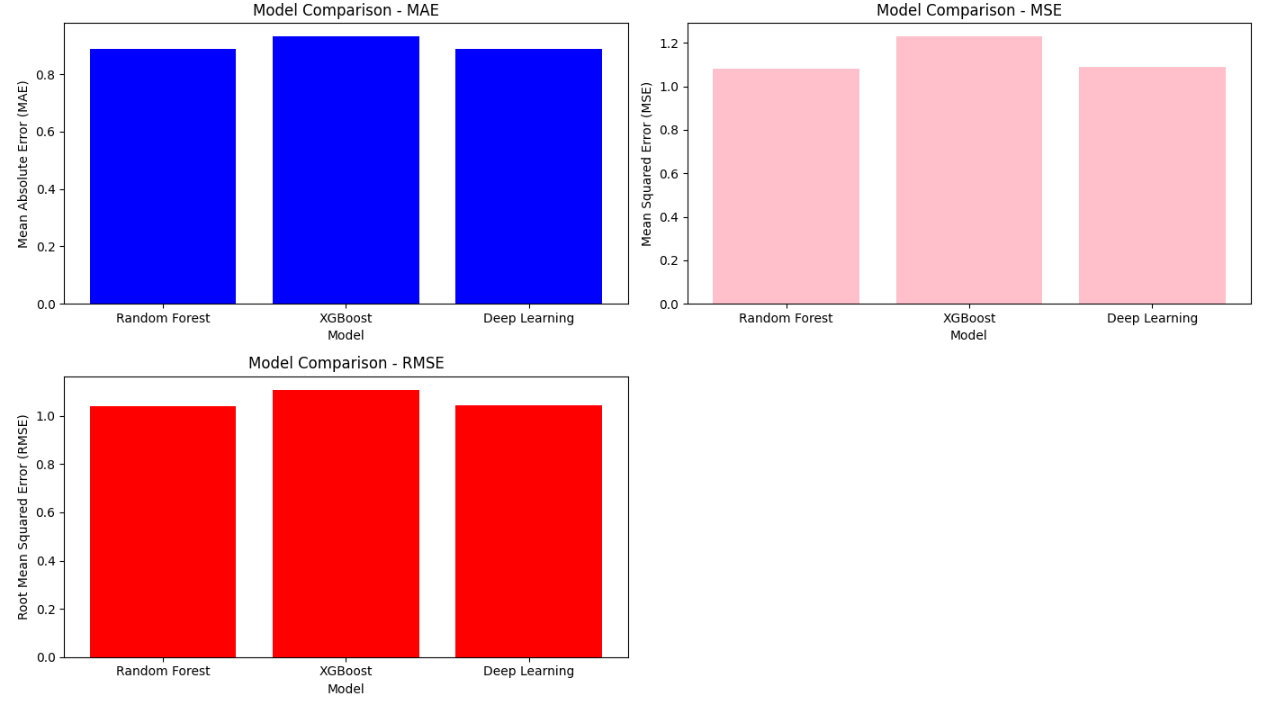 Model Comparison - MAE
Mean Absolute Error (MAE)
0.8
0.6
0.4
0.2
0.0
Random Forest XGBoost Deep Learning
Model
Model Comparison - MSE
Mean Squared Error (MSE)
1.2
1.0
0.8
0.6
0.4
0.2
0.0
Random Forest XGBoost Deep Learning
Model
Model Comparison - RMSE
Root Mean Squared Error (RMSE)
1.0
0.8
0.6
0.4
0.2
0.0
Random Forest XGBoost Deep Learning
Model